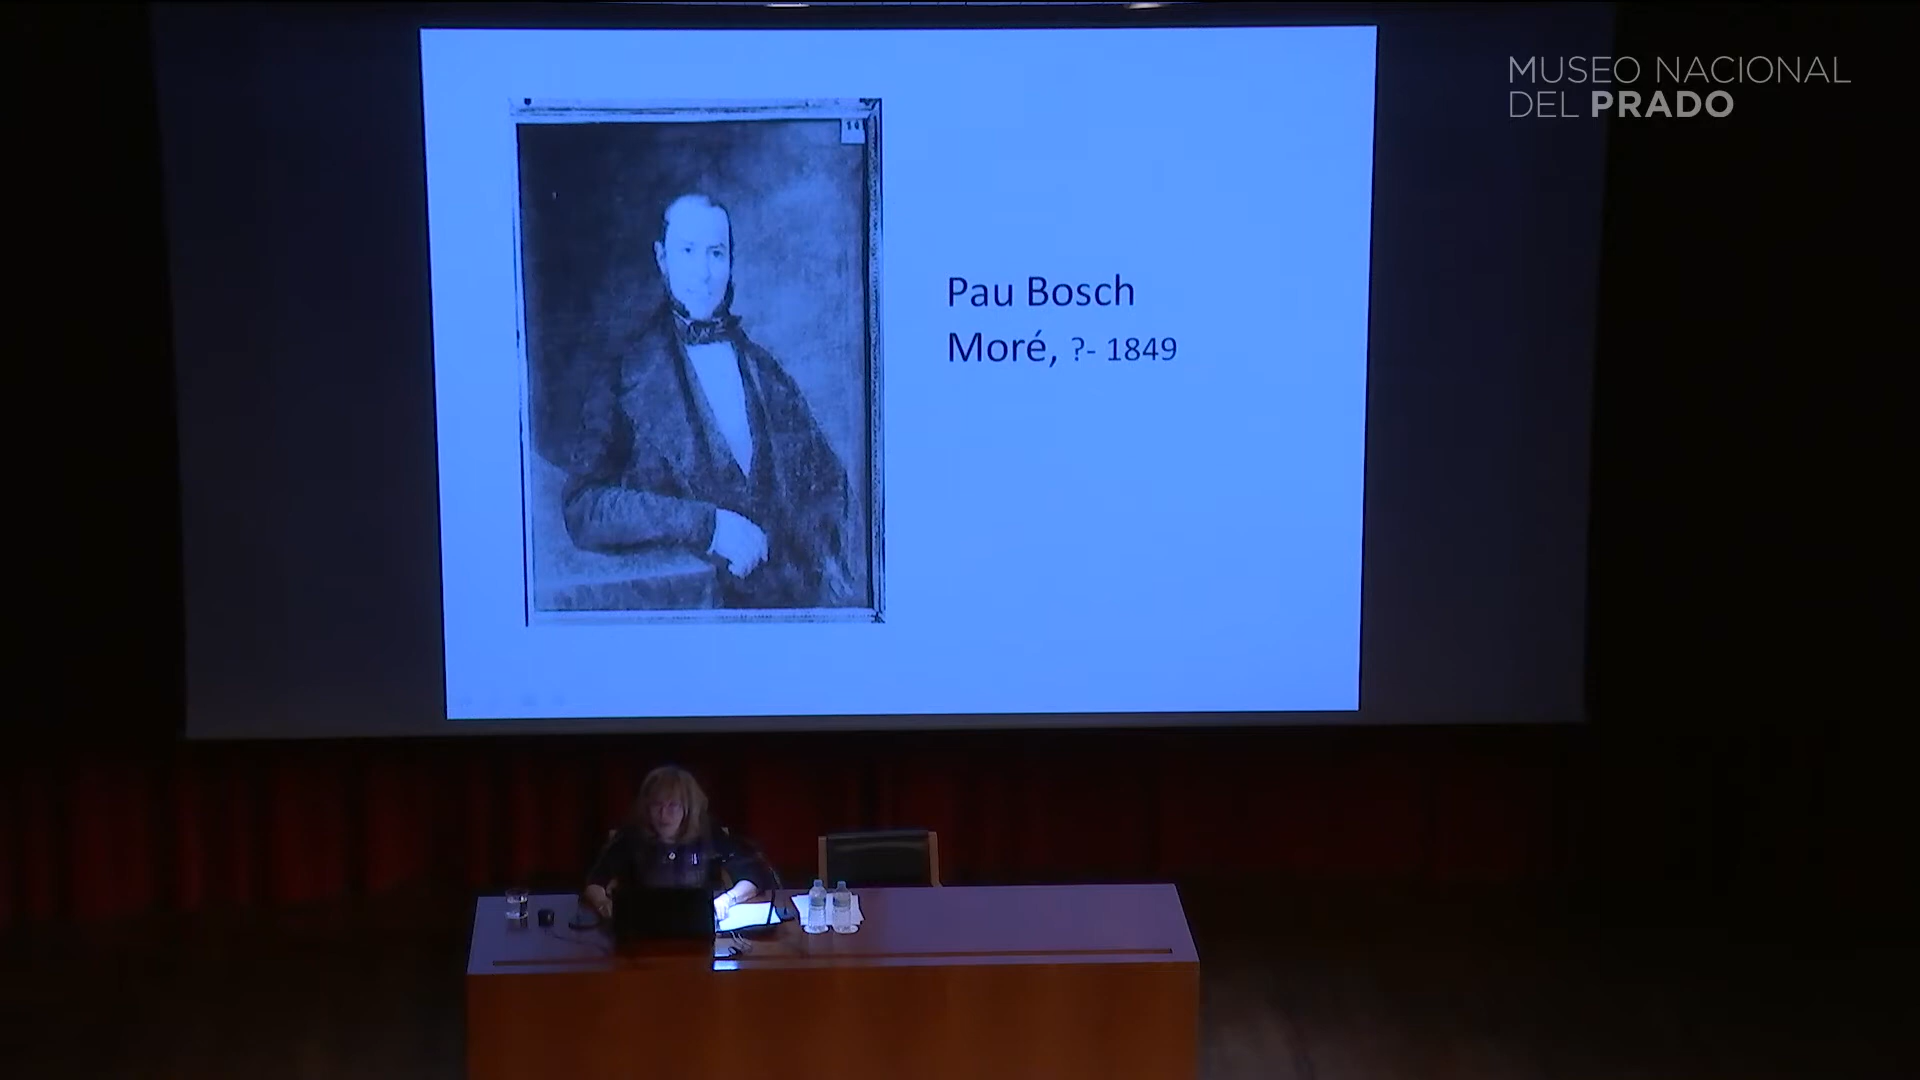 MUSEO NACIONAL
DEL PRADO
Pau Bosch
Moré, ?- 1849